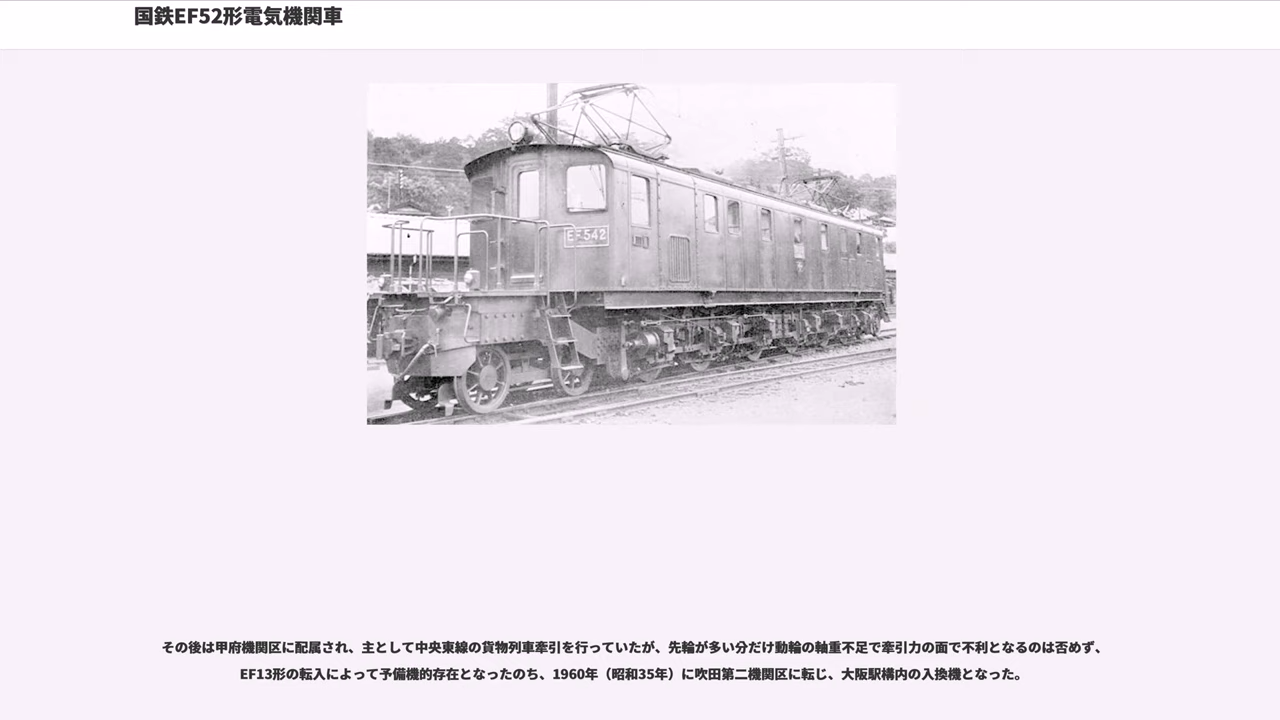 国鉄EF52形電気機関車
EF542
その後は甲府機関区に配属され、主として中央東線の貨物列車牽引を行っていたが、先輪が多い分だけ動輪の軸重不足で牽引力の面で不利となるのは否めず、
EF13形の転入によって予備機的存在となったのち、1960年（昭和35年）に吹田第二機関区に転じ、大阪駅構内の入換機となった。